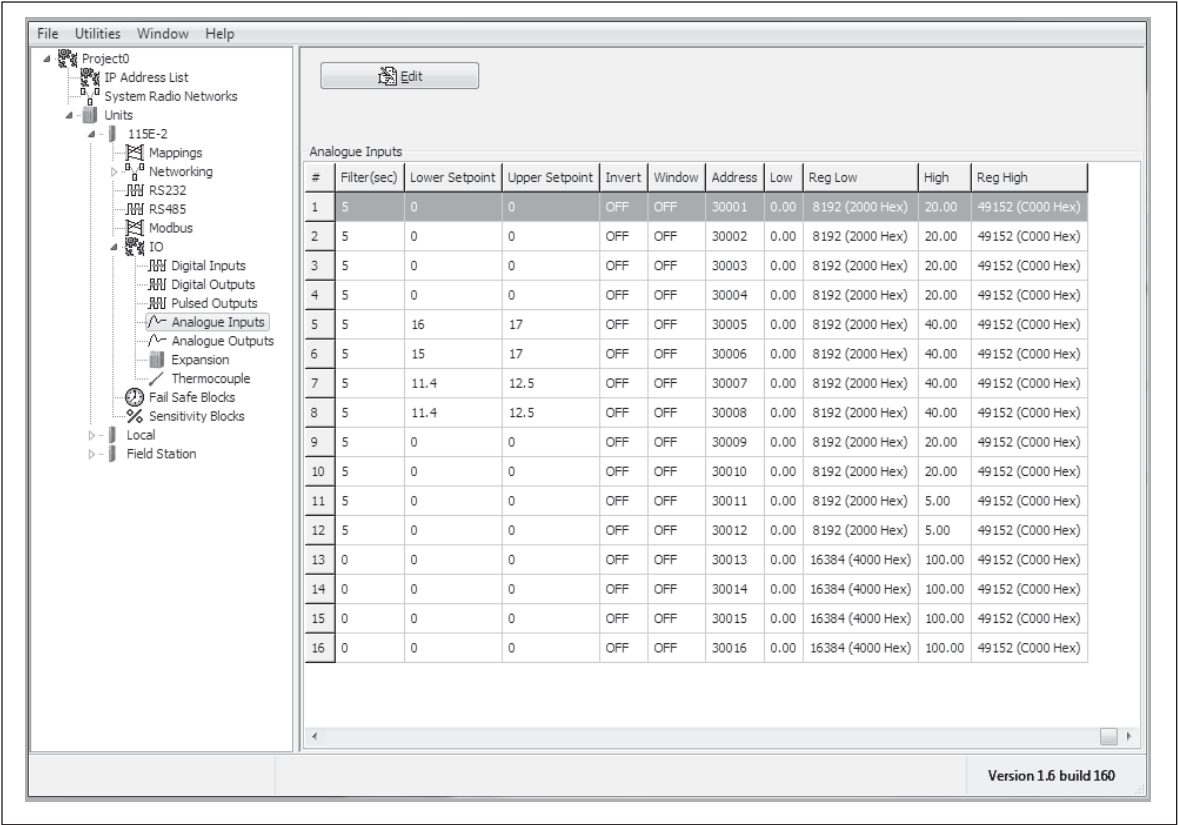 File Utilities Window Help
Project0
IP Address List
System Radio Networks
Units
115E-2
Mappings
Networking
RS232
RS485
Modbus
IO
Digital Inputs
Digital Outputs
Pulsed Outputs
Analogue Inputs
Analogue Outputs
Expansion
Thermocouple
Fail Safe Blocks
Sensitivity Blocks
Local
Field Station
Edit
Analogue Inputs
# Filter(sec) Lower Setpoint Upper Setpoint Invert Window Address Low Reg Low High Reg High
1 5 0 0 OFF OFF 30001 0.00 8192 (2000 Hex) 20.00 49152 (C000 Hex)
2 5 0 0 OFF OFF 30002 0.00 8192 (2000 Hex) 20.00 49152 (C000 Hex)
3 5 0 0 OFF OFF 30003 0.00 8192 (2000 Hex) 20.00 49152 (C000 Hex)
4 5 0 0 OFF OFF 30004 0.00 8192 (2000 Hex) 20.00 49152 (C000 Hex)
5 5 16 17 OFF OFF 30005 0.00 8192 (2000 Hex) 40.00 49152 (C000 Hex)
6 5 15 17 OFF OFF 30006 0.00 8192 (2000 Hex) 40.00 49152 (C000 Hex)
7 5 11.4 12.5 OFF OFF 30007 0.00 8192 (2000 Hex) 40.00 49152 (C000 Hex)
8 5 11.4 12.5 OFF OFF 30008 0.00 8192 (2000 Hex) 40.00 49152 (C000 Hex)
9 5 0 0 OFF OFF 30009 0.00 8192 (2000 Hex) 20.00 49152 (C000 Hex)
10 5 0 0 OFF OFF 30010 0.00 8192 (2000 Hex) 20.00 49152 (C000 Hex)
11 5 0 0 OFF OFF 30011 0.00 8192 (2000 Hex) 5.00 49152 (C000 Hex)
12 5 0 0 OFF OFF 30012 0.00 8192 (2000 Hex) 5.00 49152 (C000 Hex)
13 0 0 0 OFF OFF 30013 0.00 16384 (4000 Hex) 100.00 49152 (C000 Hex)
14 0 0 0 OFF OFF 30014 0.00 16384 (4000 Hex) 100.00 49152 (C000 Hex)
15 0 0 0 OFF OFF 30015 0.00 16384 (4000 Hex) 100.00 49152 (C000 Hex)
16 0 0 0 OFF OFF 30016 0.00 16384 (4000 Hex) 100.00 49152 (C000 Hex)
Version 1.6 build 160